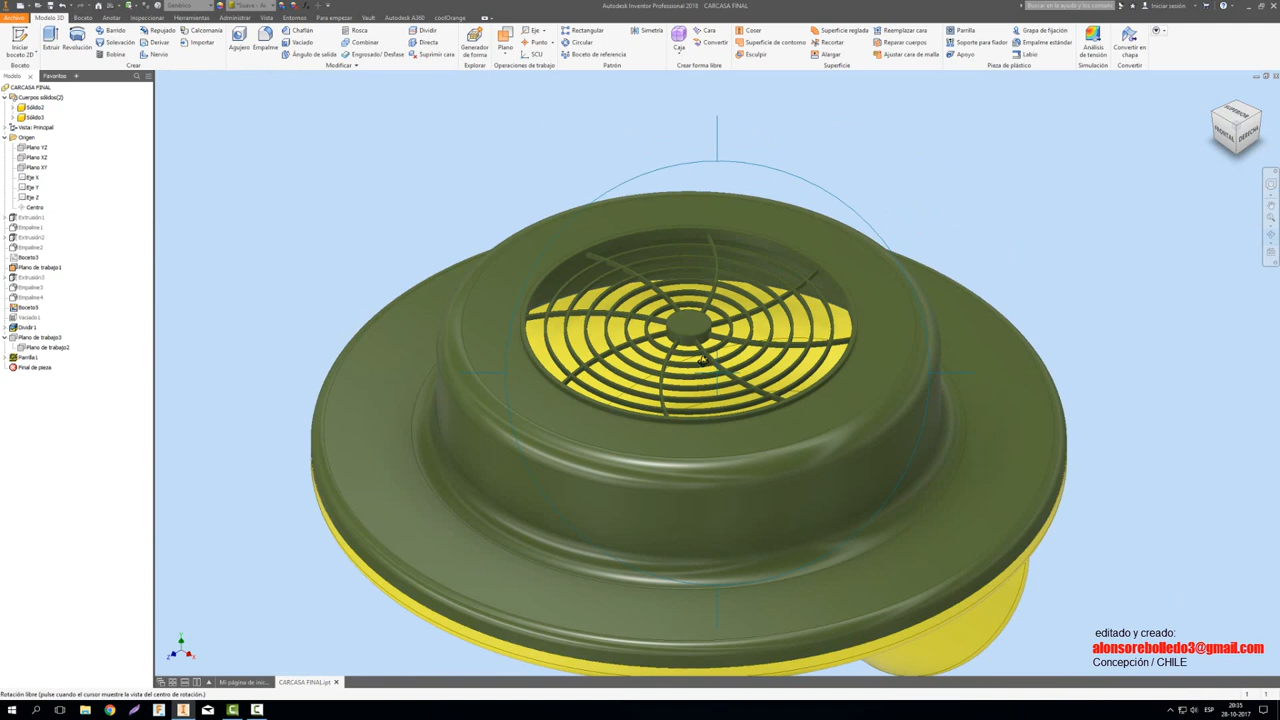 Autodesk Inventor Professional 2018   CARCASA FINAL
Iniciar sesión
Genérico
*Suave - As
Archivo
Modelo 3D
Boceto
Anotar
Inspeccionar
Herramientas
Administrar
Vista
Entornos
Para empezar
Vault
Autodesk A360
coolOrange
Iniciar boceto 2D
Boceto
Extruir
Revolución
Barrido
Solevación
Bobina
Repujado
Derivar
Nervio
Calcomanía
Importar
Crear
Agujero
Empalme
Chaflán
Vaciado
Ángulo de salida
Rosca
Combinar
Engrosado/ Desfase
Dividir
Directa
Suprimir cara
Modificar
Generador de forma
Explorar
Plano
Eje
Punto
SCU
Operaciones de trabajo
Rectangular
Circular
Boceto de referencia
Simetría
Patrón
Caja
Cara
Convertir
Crear forma libre
Coser
Superficie de contorno
Esculpir
Superficie reglada
Recortar
Alargar
Reemplazar cara
Reparar cuerpos
Ajustar cara de malla
Superficie
Parrilla
Soporte para fiador
Apoyo
Grapa de fijación
Empalme estándar
Pieza de plástico
Análisis de tensión
Simulación
Convertir en chapa
Convertir
Modelo
Favoritos
CARCASA FINAL
Cuerpos sólidos(2)
Sólido2
Sólido3
Vista: Principal
Origen
Plano YZ
Plano XZ
Plano XY
Eje X
Eje Y
Eje Z
Centro
Extrusión1
Empalme1
Extrusión2
Empalme2
Boceto3
Plano de trabajo1
Extrusión3
Empalme3
Empalme4
Boceto5
Vaciado1
Dividir1
Plano de trabajo3
Plano de trabajo2
Parrilla1
Final de pieza
SUPERIOR
FRONTAL
DERECHA
editado y creado:
alonsorebolledo3@gmail.com
Concepción / CHILE
Mi página de inic...
CARCASA FINAL.ipt
Rotación libre (pulse cuando el cursor muestre la vista del centro de rotación.)
1   1
ESP
20:35
28-10-2017